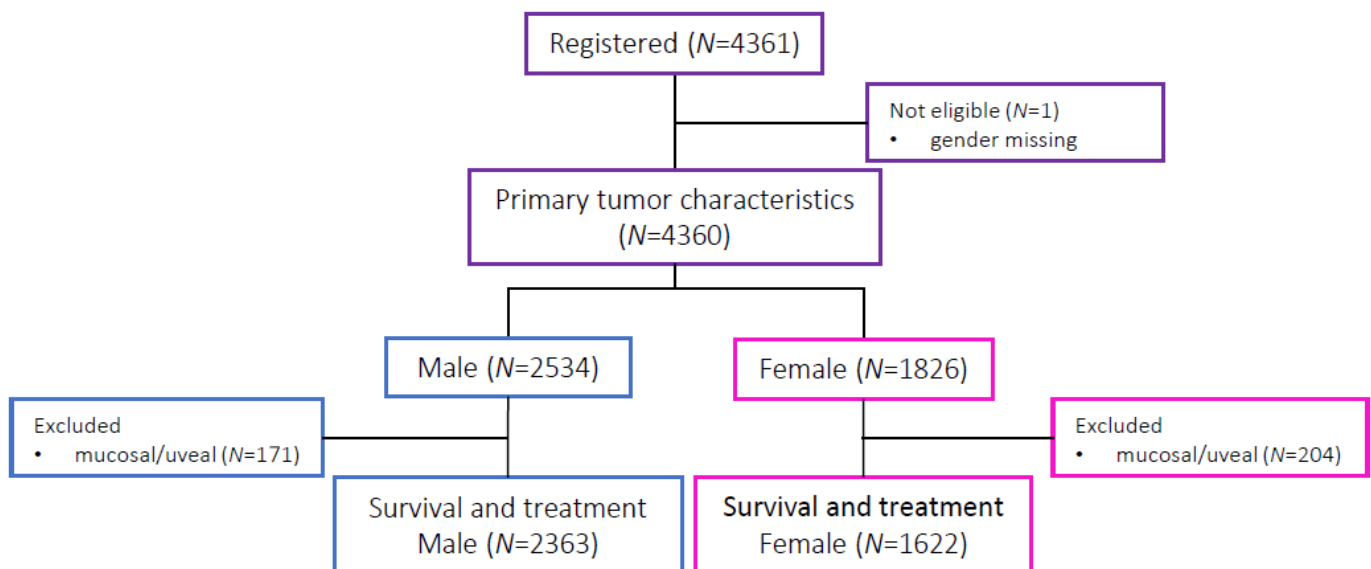 Registered (N=4361)
Not eligible (N=1)
• gender missing
Primary tumor characteristics
(N=4360)
Male (N=2534)
Female (N=1826)
Excluded
• mucosal/uveal (N=171)
Excluded
• mucosal/uveal (N=204)
Survival and treatment
Male (N=2363)
Survival and treatment
Female (N=1622)